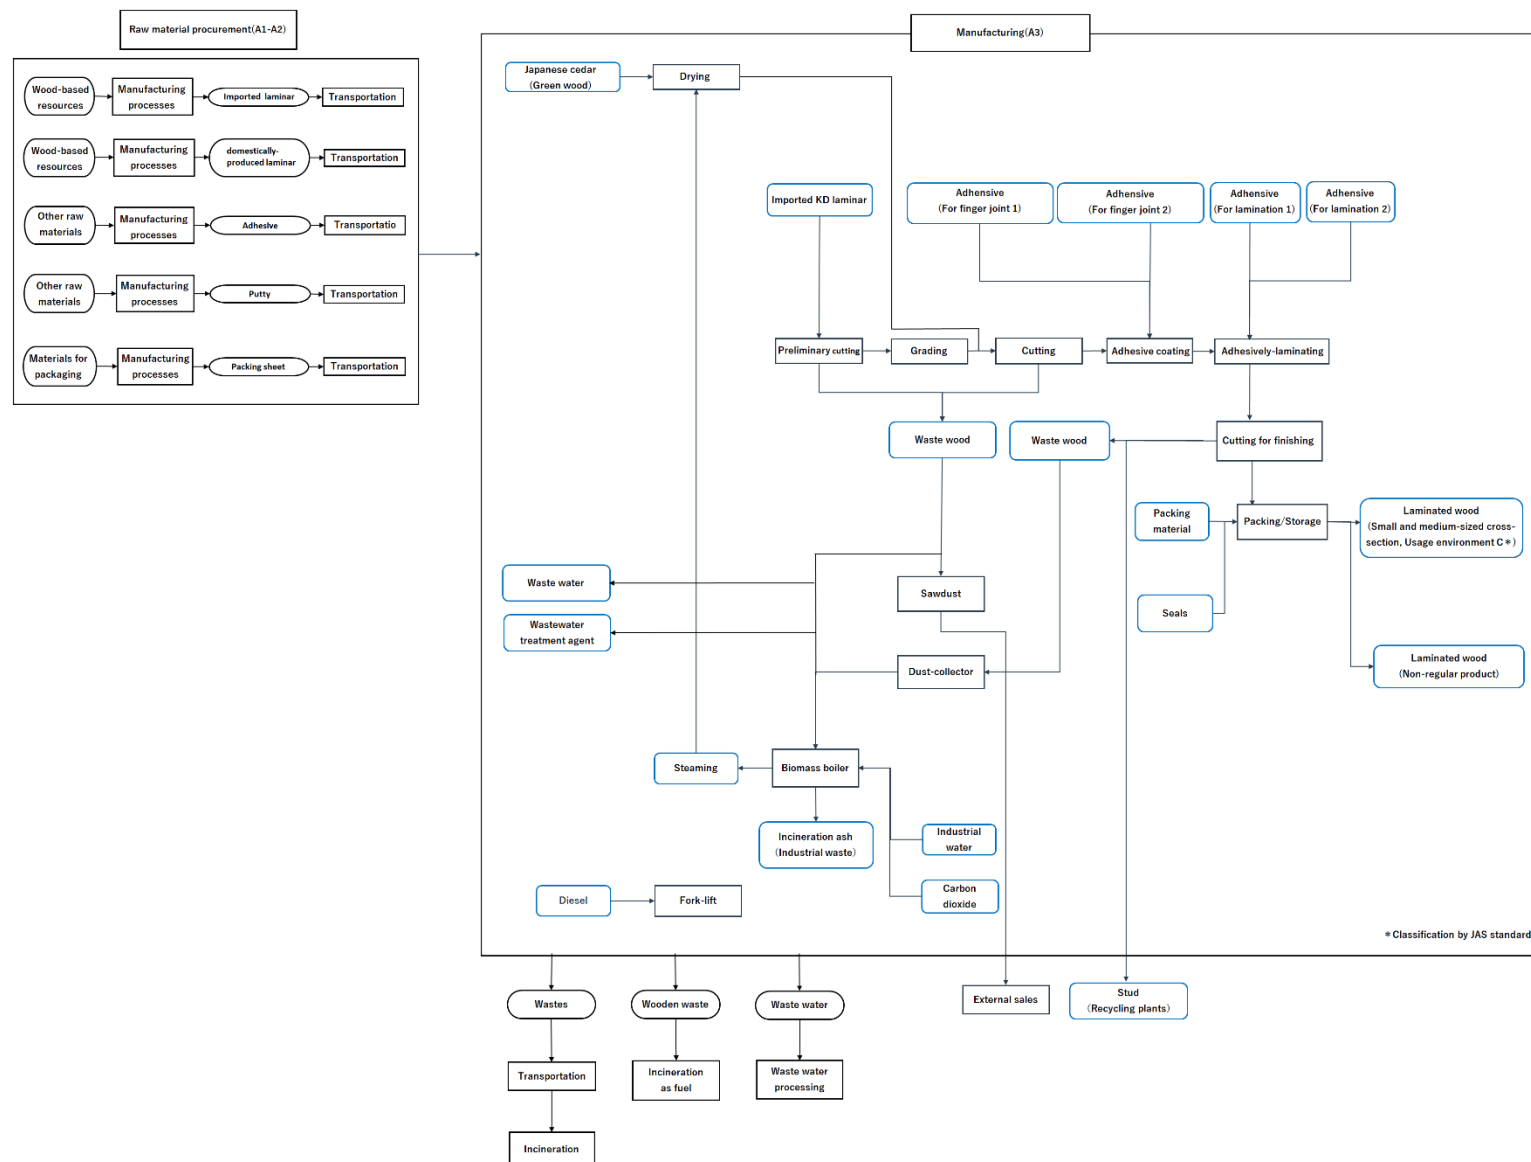 Raw material procurement(A1-A2)
Manufacturing(A3)
Wood-based
resources
Manufacturing
processes
Imported laminar
Transportation
Wood-based
resources
Manufacturing
processes
domestically-
produced laminar
Transportation
Other raw
materials
Manufacturing
processes
Adhesive
Transportatio
Other raw
materials
Manufacturing
processes
Putty
Transportation
Materials for
packaging
Manufacturing
processes
Packing sheet
Transportation
Japanese cedar
(Green wood)
Drying
Imported KD laminar
Adhensive
(For finger joint 1)
Adhensive
(For finger joint 2)
Adhensive
(For lamination 1)
Adhensive
(For lamination 2)
Preliminary cutting
Grading
Cutting
Adhesive coating
Adhesively-laminating
Waste wood
Waste wood
Cutting for finishing
Packing
material
Packing/Storage
Laminated wood
(Small and medium-sized cross-
section, Usage environment C*)
Waste water
Sawdust
Seals
Wastewater
treatment agent
Dust-collector
Laminated wood
(Non-regular product)
Steaming
Biomass boiler
Incineration ash
(Industrial waste)
Industrial
water
Carbon
dioxide
Diesel
Fork-lift
*Classification by JAS standard
Wastes
Wooden waste
Waste water
External sales
Stud
(Recycling plants)
Transportation
Incineration
as fuel
Waste water
processing
Incineration